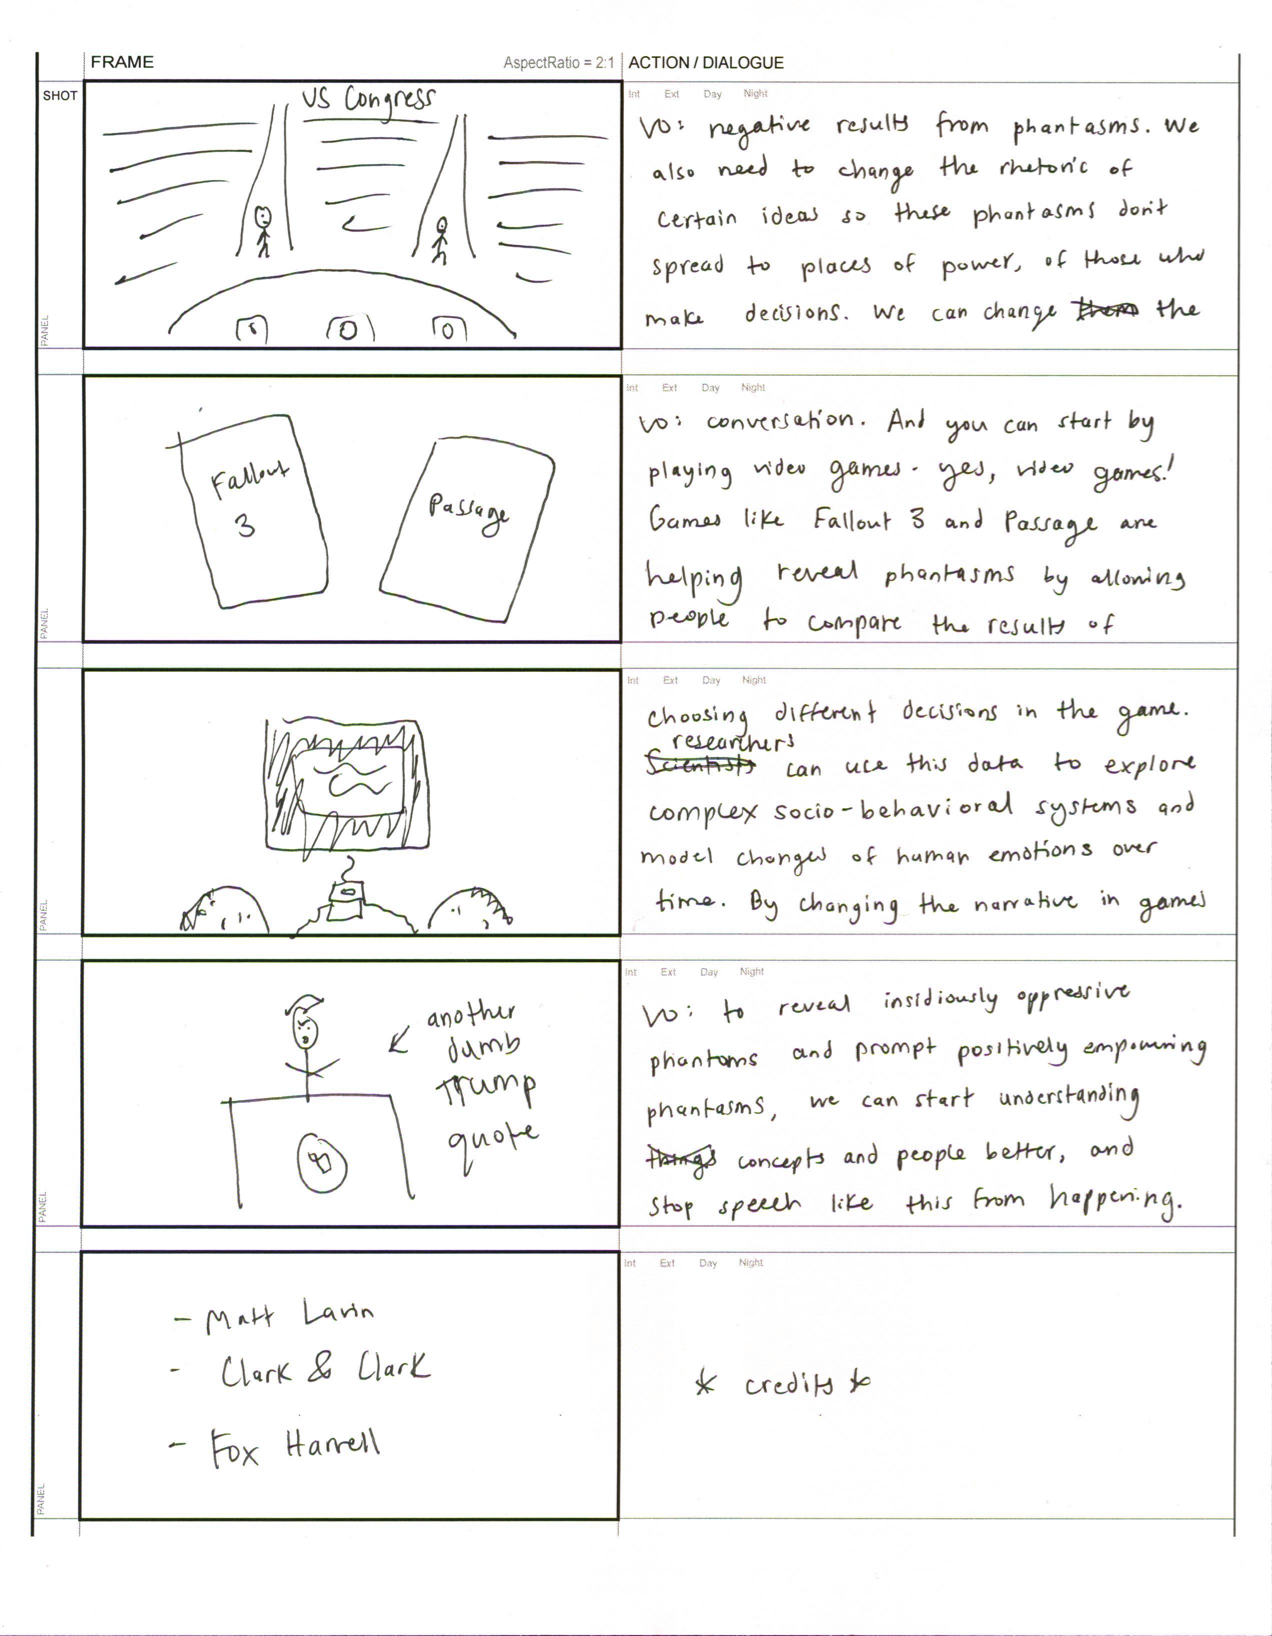 FRAME AspectRatio = 2:1 ACTION / DIALOGUE
SHOT
US Congress
PANEL
Int Ext Day Night
VO: negative results from phantasms. We
also need to change the rhetoric of
certain ideas so these phantasms don't
spread to places of power, of those who
make decisions. We can change them the
Fallout
3
Passage
PANEL
Int Ext Day Night
VO: conversation. And you can start by
playing video games - yes, video games!
Games like Fallout 3 and Passage are
helping reveal phantasms by allowing
people to compare the results of
PANEL
Int Ext Day Night
choosing different decisions in the game.
researchers
Scientists can use this data to explore
complex socio-behavioral systems and
model changes of human emotions over
time. By changing the narrative in games
another
dumb
Trump
quote
PANEL
Int Ext Day Night
VO: to reveal insidiously oppressive
phantoms and prompt positively empowering
phantasms, we can start understanding
things concepts and people better, and
stop speech like this from happening.
- Matt Lavin
- Clark & Clark
- Fox Harrell
PANEL
Int Ext Day Night
* credits *